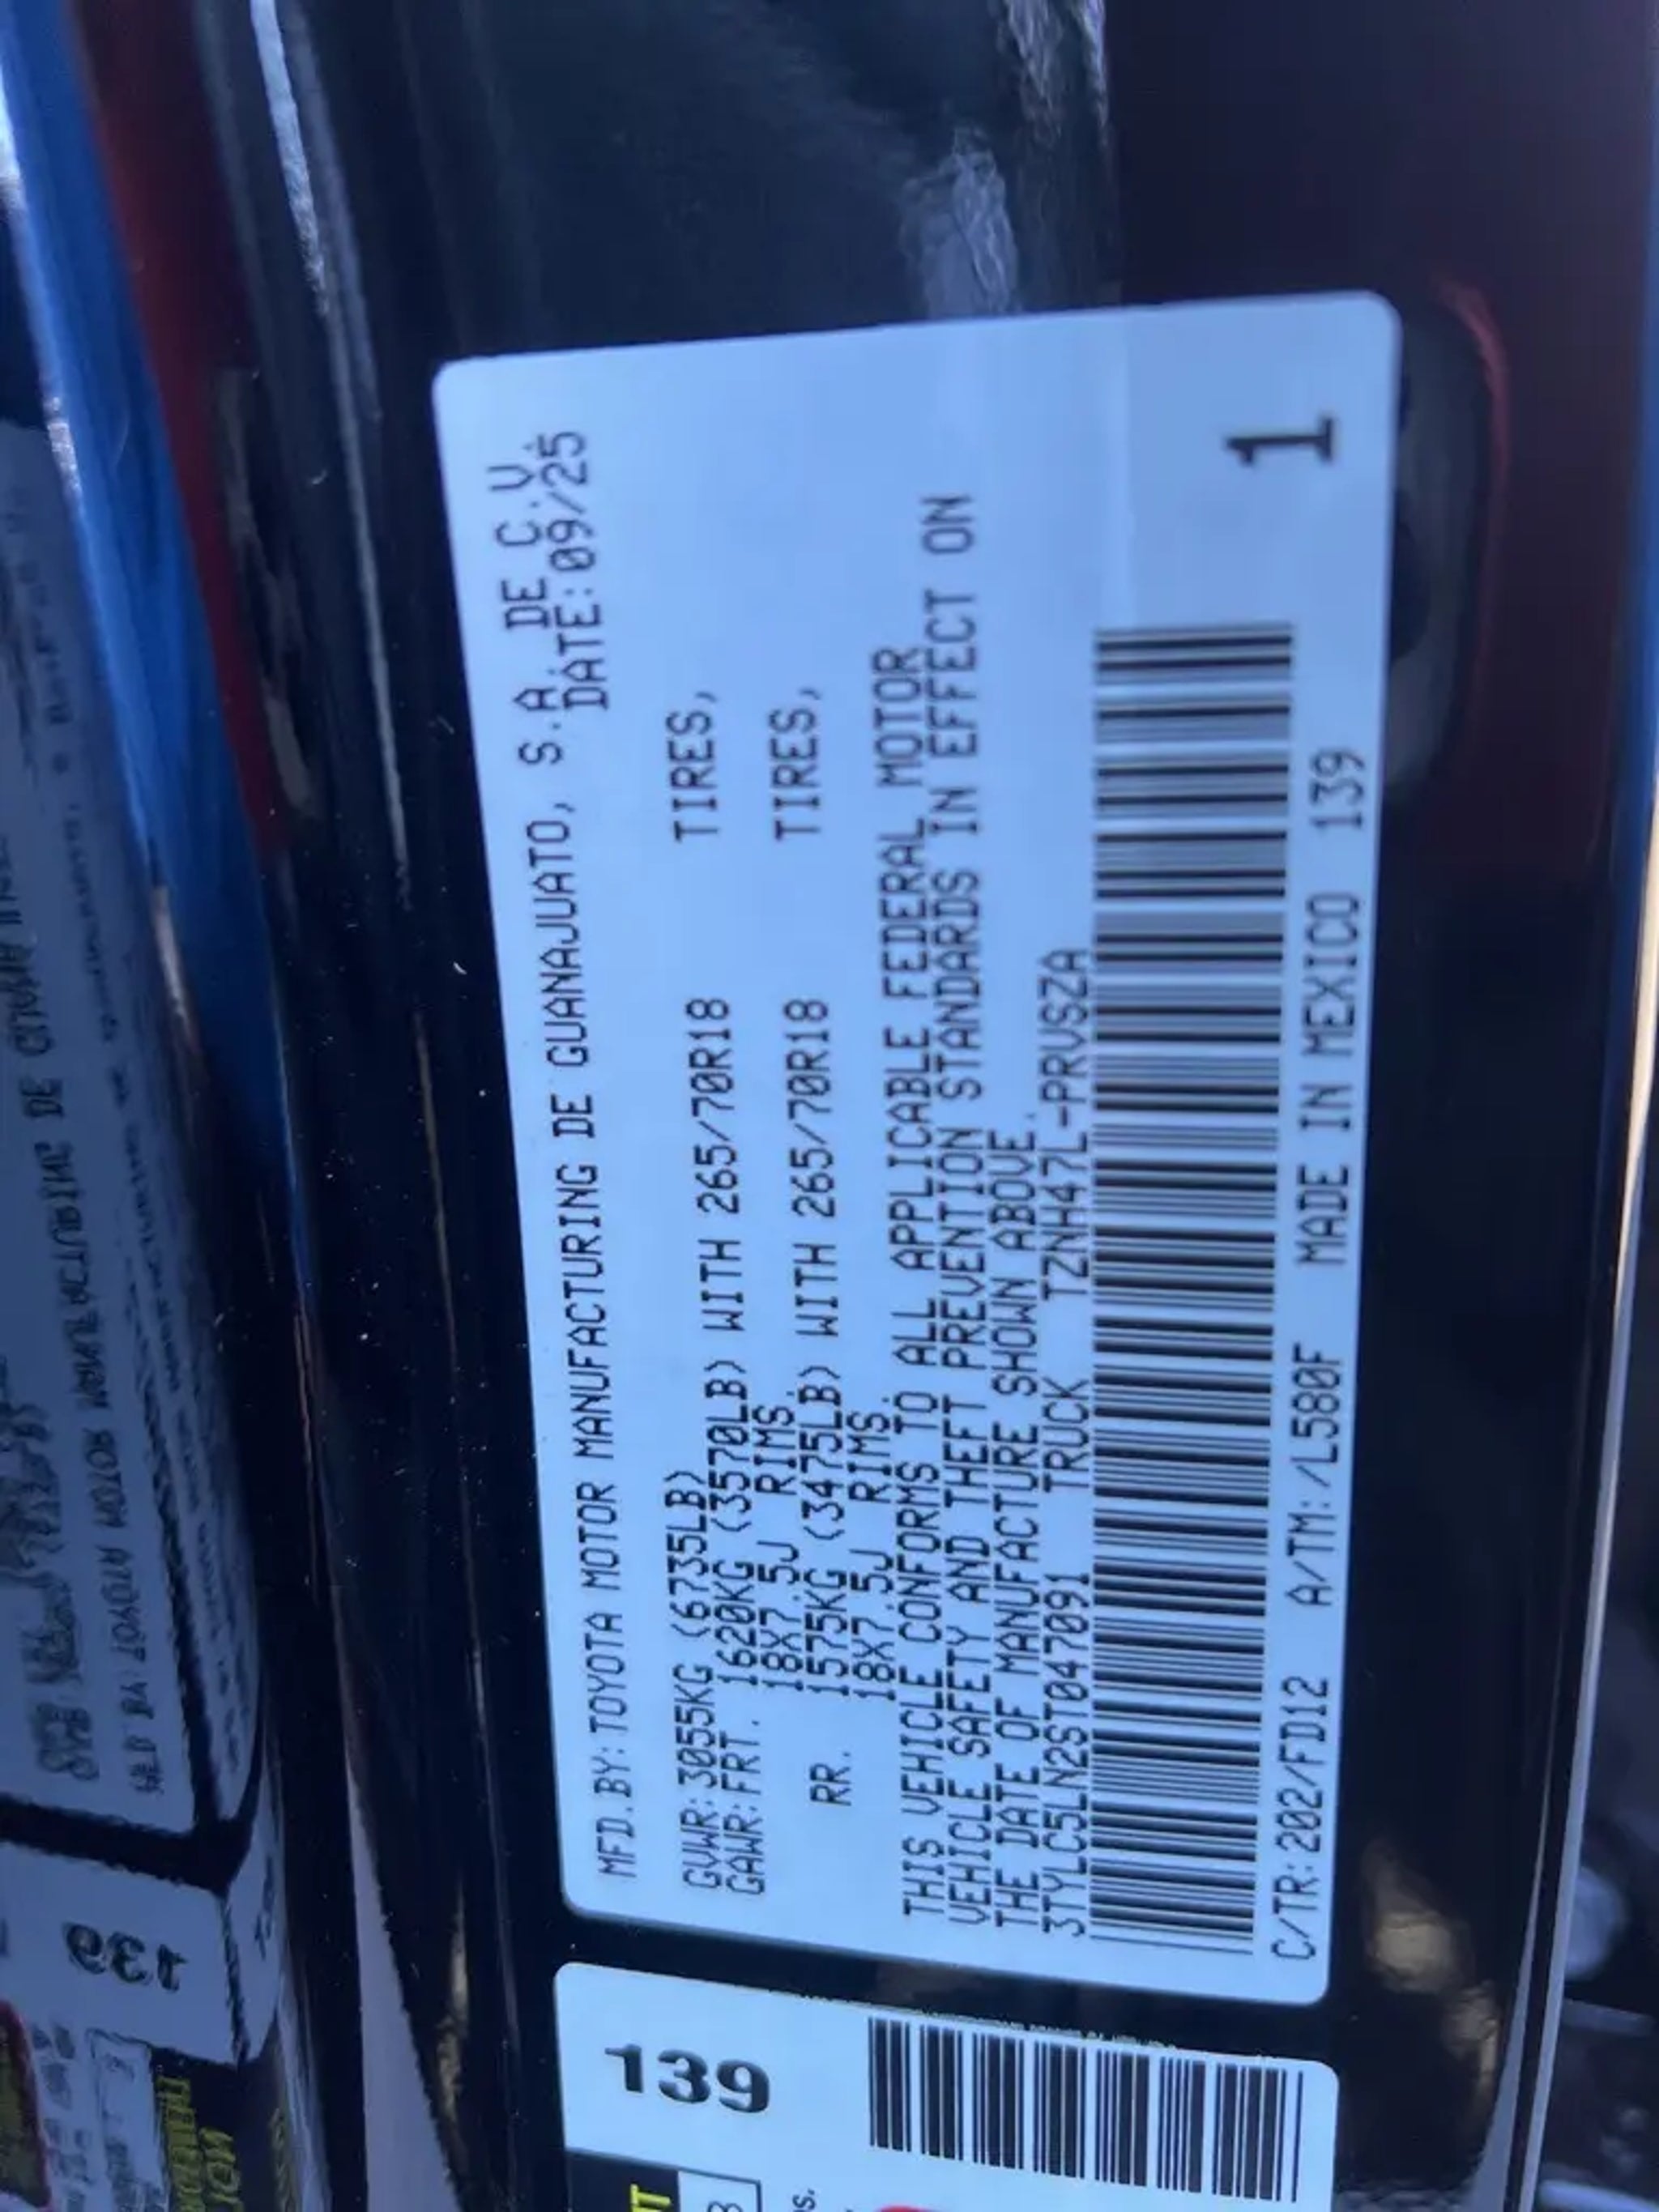 MFD.BY:TOYOTA MOTOR MANUFACTURING DE GUANAJUATO, S.A. DE C.V.
DATE:09/25
GVWR:3055KG (6735LB)
GAWR:FRT. 1620KG (3570LB) WITH 265/70R18 TIRES,
18X7.5J RIMS.
RR. 1575KG (3475LB) WITH 265/70R18 TIRES,
18X7.5J RIMS.
THIS VEHICLE CONFORMS TO ALL APPLICABLE FEDERAL MOTOR
VEHICLE SAFETY AND THEFT PREVENTION STANDARDS IN EFFECT ON
THE DATE OF MANUFACTURE SHOWN ABOVE.
3TYLC5LN2ST047091 TRUCK TZNH47L-PRVSZA
C/TR:202/FD12 A/TM:/L580F MADE IN MEXICO 139
1
139